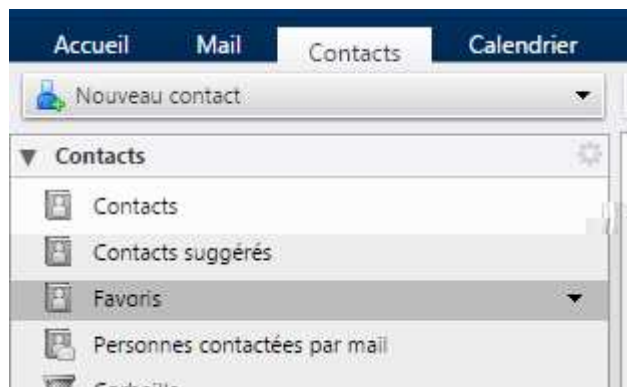 Accueil Mail Contacts Calendrier
Nouveau contact
Contacts
Contacts
Contacts suggérés
Favoris
Personnes contactées par mail